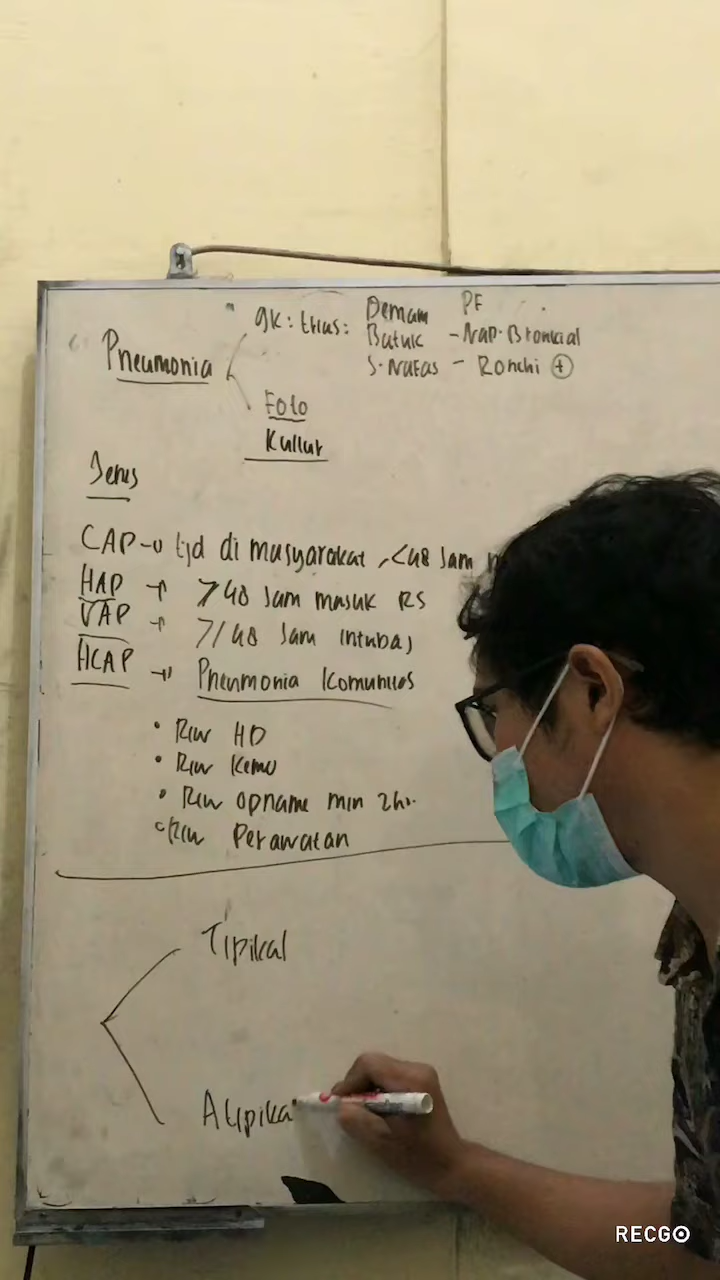 gk: trias: Demam PF
Pneumonia Batuk - Nap. Bronkial
S. Nafas - Ronchi +
Foto
Kultur
Jenis
CAP → tjd di masyarakat, <48 Jam
HAP → >48 Jam masuk RS
VAP → >/48 Jam intubasi
HCAP → Pneumonia Komunitas
• Riw HD
• Riw Kemo
• Riw Opname min 2hr.
• Riw Perawatan
Tipikal
Atipika
RECGO